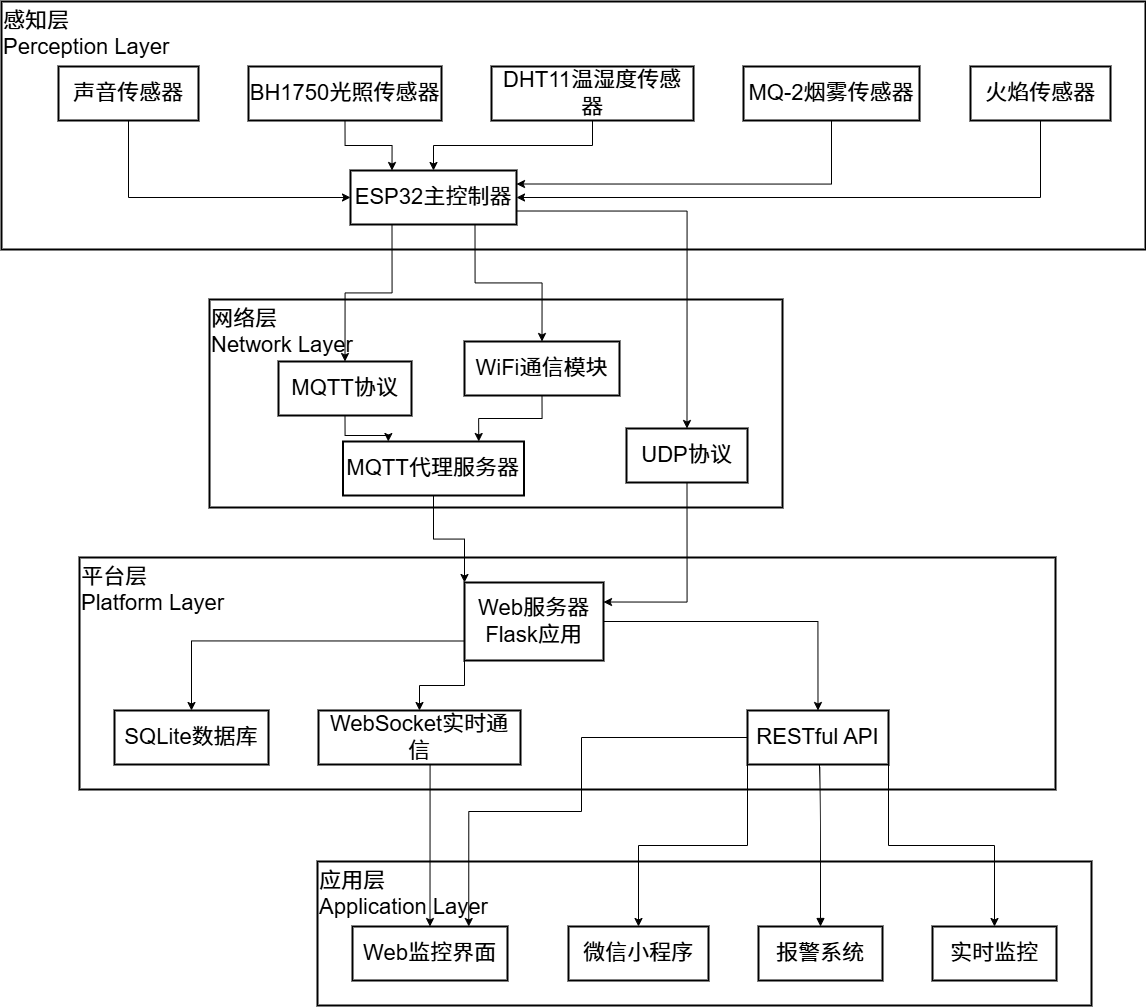 感知层
Perception Layer
声音传感器
BH1750光照传感器
DHT11温湿度传感
器
MQ-2烟雾传感器
火焰传感器
ESP32主控制器
网络层
Network Layer
MQTT协议
WiFi通信模块
MQTT代理服务器
UDP协议
平台层
Platform Layer
Web服务器
Flask应用
SQLite数据库
WebSocket实时通
信
RESTful API
应用层
Application Layer
Web监控界面
微信小程序
报警系统
实时监控